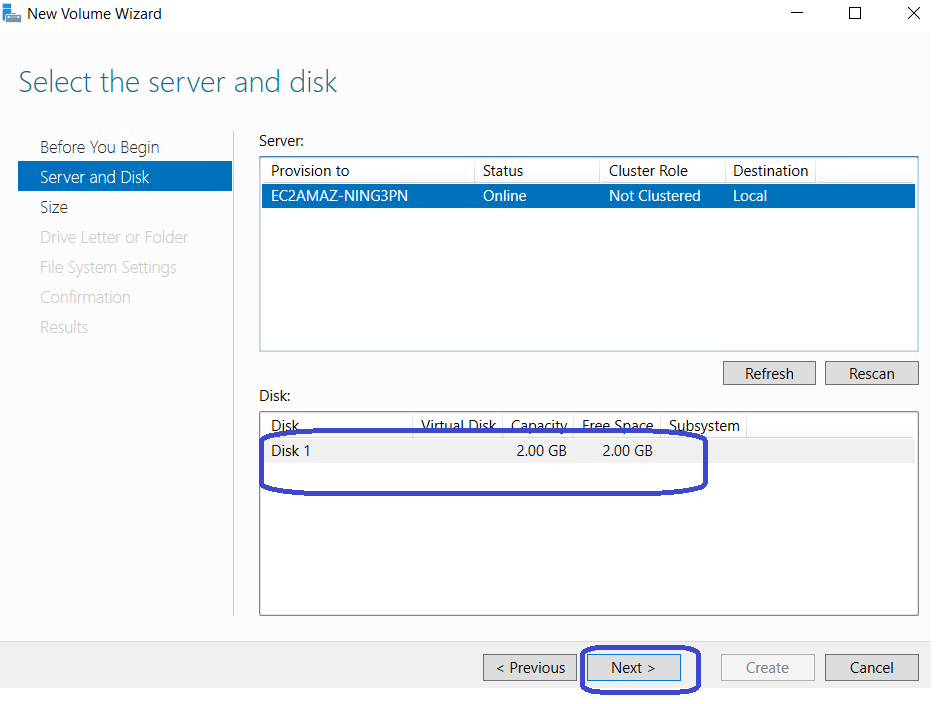 New Volume Wizard
Select the server and disk
Before You Begin
Server and Disk
Size
Drive Letter or Folder
File System Settings
Confirmation
Results
Server:
Provision to Status Cluster Role Destination
EC2AMAZ-NING3PN Online Not Clustered Local
Refresh Rescan
Disk:
Disk Virtual Disk Capacity Free Space Subsystem
Disk 1 2.00 GB 2.00 GB
< Previous Next > Create Cancel